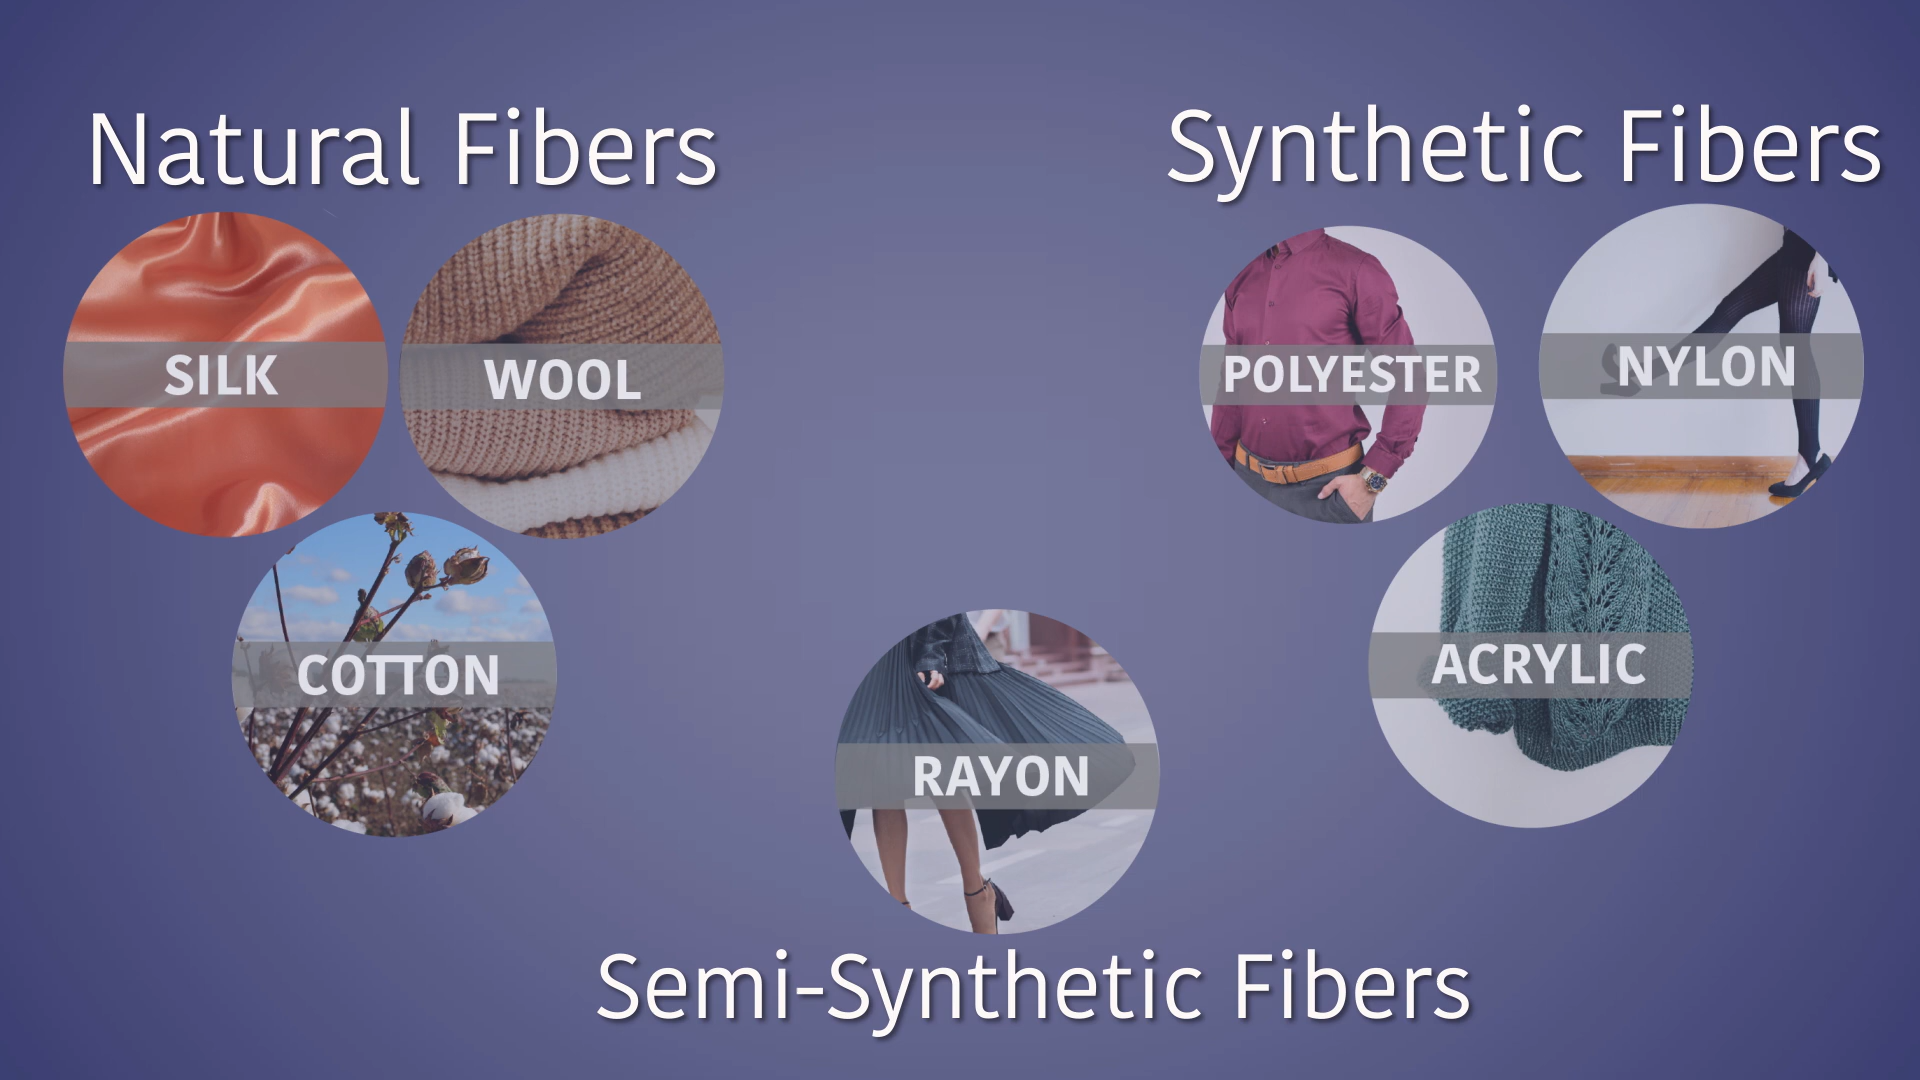 Natural Fibers
Synthetic Fibers
SILK
WOOL
POLYESTER
NYLON
COTTON
ACRYLIC
RAYON
Semi-Synthetic Fibers